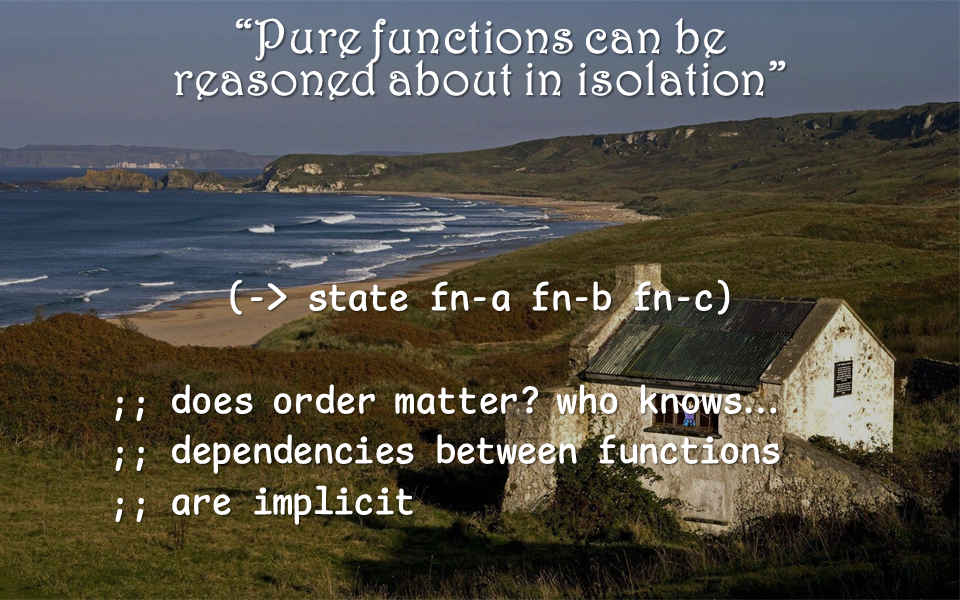 “Pure functions can be
reasoned about in isolation”
(-> state fn-a fn-b fn-c)
;; does order matter? who knows...
;; dependencies between functions
;; are implicit